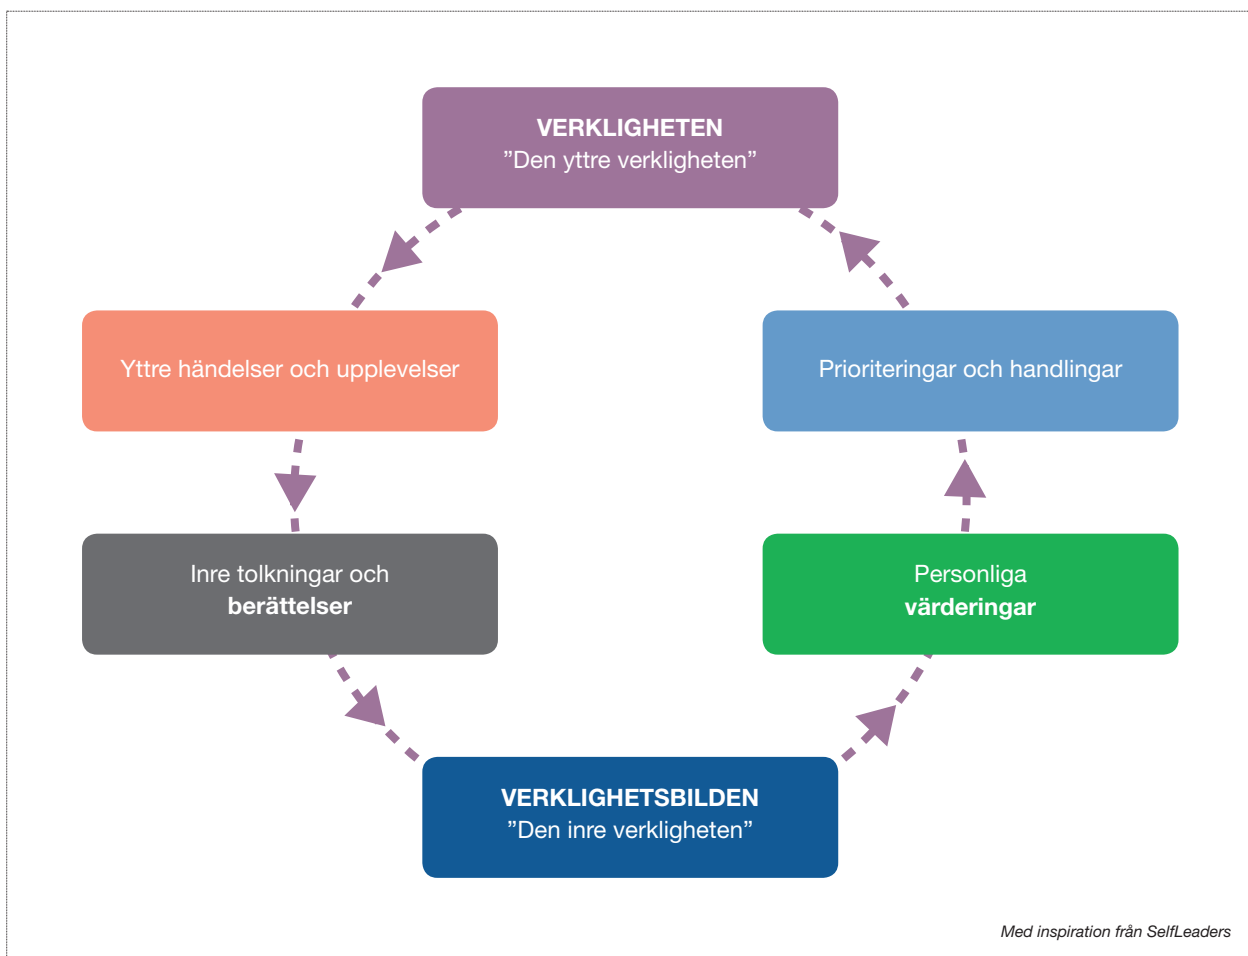 VERKLIGHETEN
”Den yttre verkligheten”
Yttre händelser och upplevelser
Prioriteringar och handlingar
Inre tolkningar och
berättelser
Personliga
värderingar
VERKLIGHETSBILDEN
”Den inre verkligheten”
Med inspiration från SelfLeaders